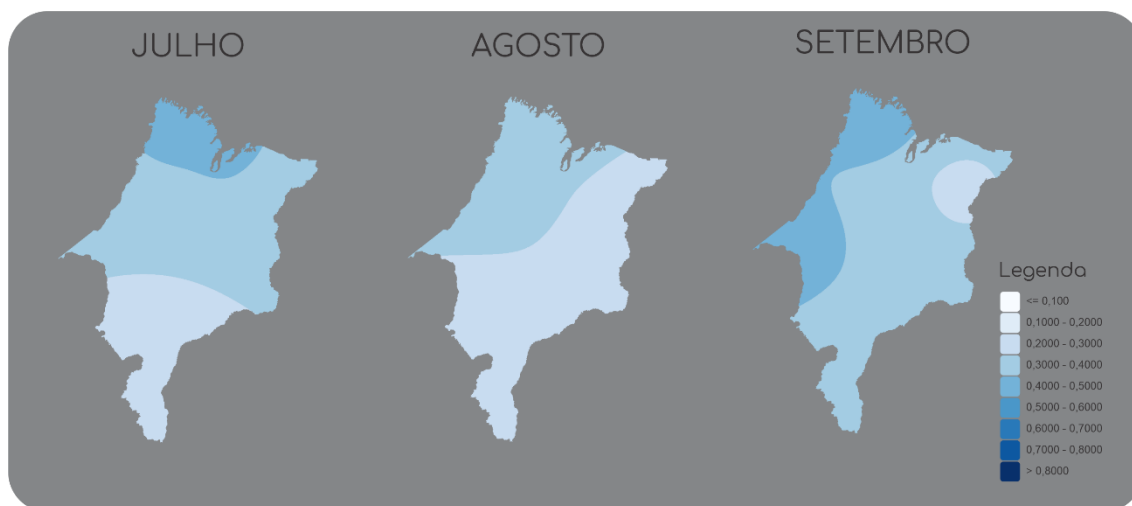 JULHO
AGOSTO
SETEMBRO
Legenda
<= 0,100
0,1000 - 0,2000
0,2000 - 0,3000
0,3000 - 0,4000
0,4000 - 0,5000
0,5000 - 0,6000
0,6000 - 0,7000
0,7000 - 0,8000
> 0,8000